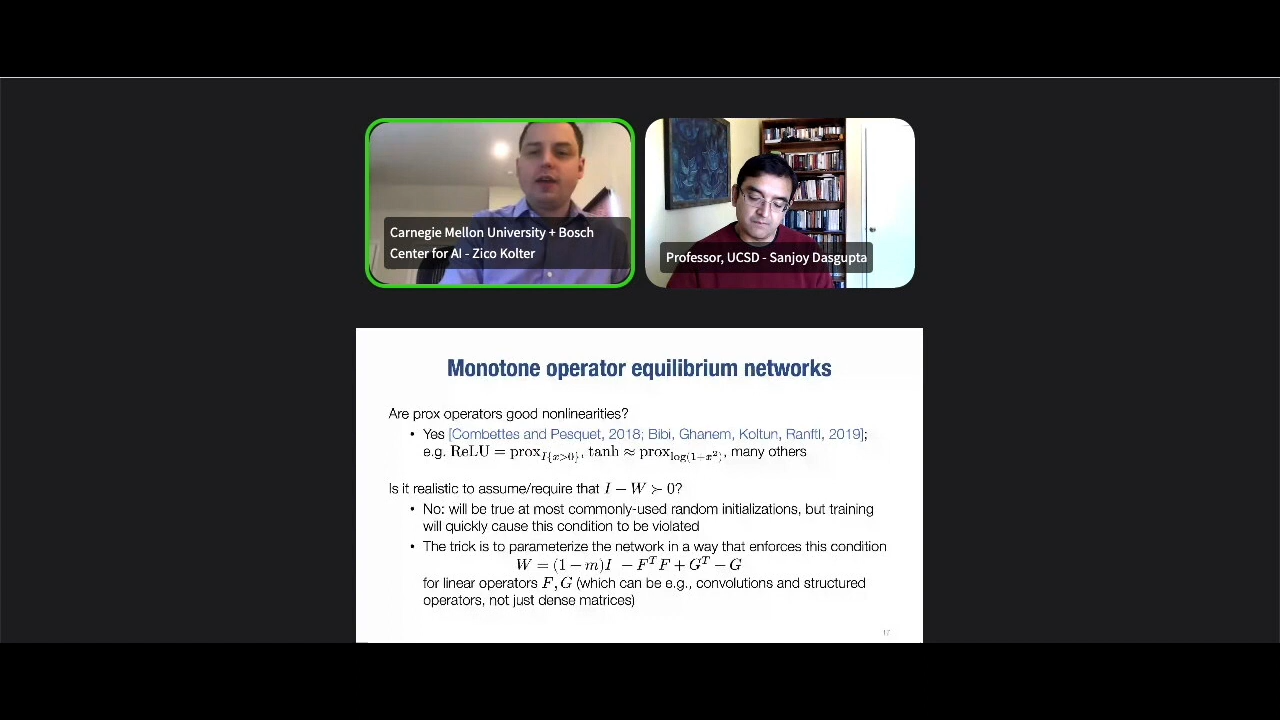 Carnegie Mellon University + Bosch
Center for AI - Zico Kolter
Professor, UCSD - Sanjoy Dasgupta
Monotone operator equilibrium networks
Are prox operators good nonlinearities?
• Yes [Combettes and Pesquet, 2018; Bibi, Ghanem, Koltun, Ranftl, 2019];
e.g. ReLU = prox_{I{x>0}}, tanh ≈ prox_{log(1−x²)}, many others
Is it realistic to assume/require that I − W ≻ 0?
• No: will be true at most commonly-used random initializations, but training
will quickly cause this condition to be violated
• The trick is to parameterize the network in a way that enforces this condition
W = (1 − m)I − FᵀF + Gᵀ − G
for linear operators F, G (which can be e.g., convolutions and structured
operators, not just dense matrices)
17